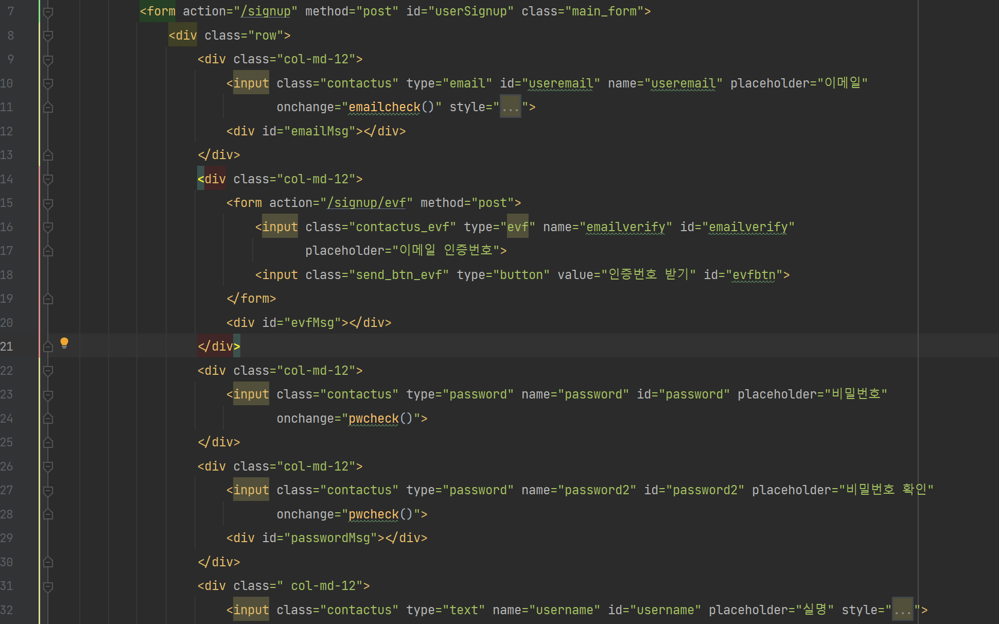 7 <form action="/signup" method="post" id="userSignup" class="main_form">
8 <div class="row">
9 <div class="col-md-12">
10 <input class="contactus" type="email" id="useremail" name="useremail" placeholder="이메일"
11 onchange="emailcheck()" style="...">
12 <div id="emailMsg"></div>
13 </div>
14 <div class="col-md-12">
15 <form action="/signup/evf" method="post">
16 <input class="contactus_evf" type="evf" name="emailverify" id="emailverify"
17 placeholder="이메일 인증번호">
18 <input class="send_btn_evf" type="button" value="인증번호 받기" id="evfbtn">
19 </form>
20 <div id="evfMsg"></div>
21 </div>
22 <div class="col-md-12">
23 <input class="contactus" type="password" name="password" id="password" placeholder="비밀번호"
24 onchange="pwcheck()">
25 </div>
26 <div class="col-md-12">
27 <input class="contactus" type="password" name="password2" id="password2" placeholder="비밀번호 확인"
28 onchange="pwcheck()">
29 <div id="passwordMsg"></div>
30 </div>
31 <div class=" col-md-12">
32 <input class="contactus" type="text" name="username" id="username" placeholder="실명" style="...">